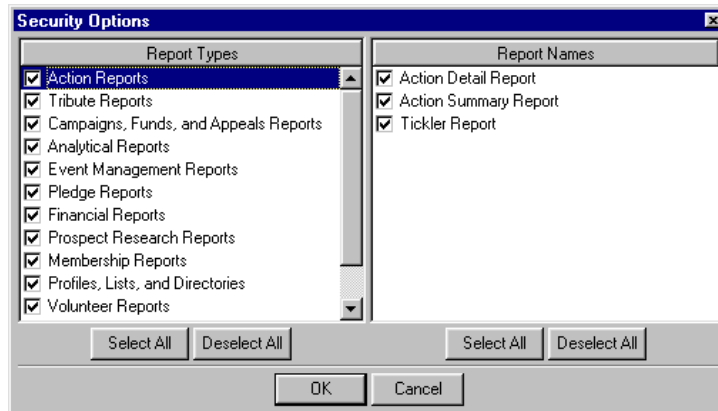 Security Options
Report Types
Action Reports
Tribute Reports
Campaigns, Funds, and Appeals Reports
Analytical Reports
Event Management Reports
Pledge Reports
Financial Reports
Prospect Research Reports
Membership Reports
Profiles, Lists, and Directories
Volunteer Reports
Select All Deselect All
Report Names
Action Detail Report
Action Summary Report
Tickler Report
Select All Deselect All
OK Cancel